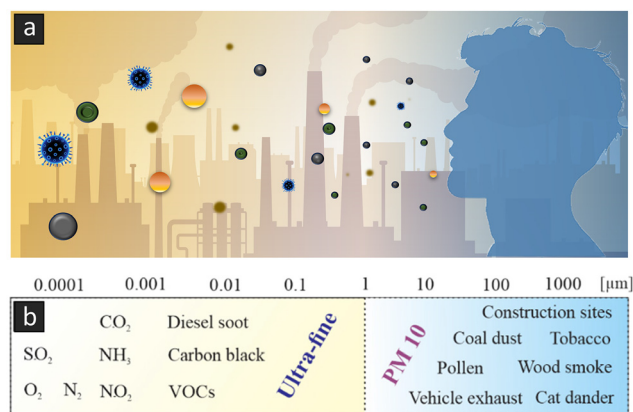 a
0.0001 0.001 0.01 0.1 1 10 100 1000 [µm]
b
CO₂ Diesel soot
SO₂ NH₃ Carbon black
O₂ N₂ NO₂ VOCs
Ultra-fine
PM 10
Construction sites
Coal dust Tobacco
Pollen Wood smoke
Vehicle exhaust Cat dander